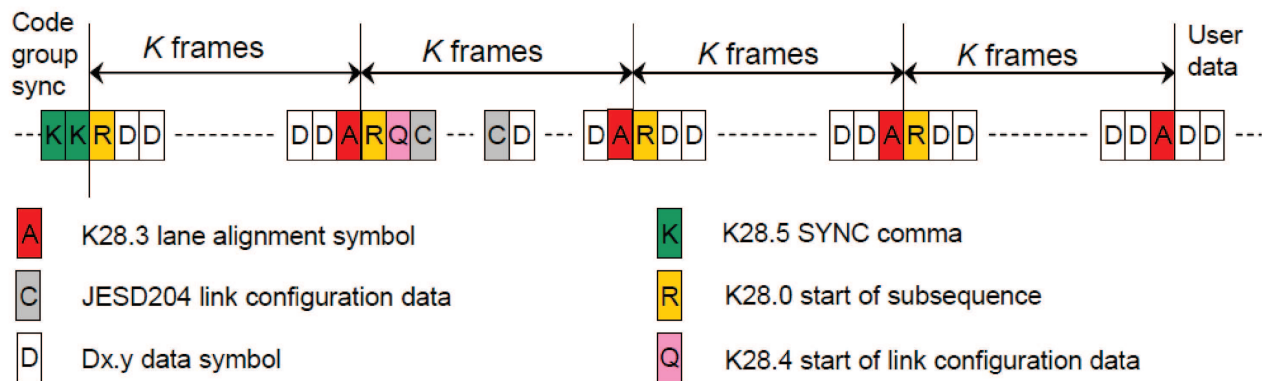 Code group sync
K frames
K frames
K frames
K frames
User data
K K R D D D D A R Q C C D D A R D D D D A R D D D D A D D
A K28.3 lane alignment symbol
K K28.5 SYNC comma
C JESD204 link configuration data
R K28.0 start of subsequence
D Dx.y data symbol
Q K28.4 start of link configuration data